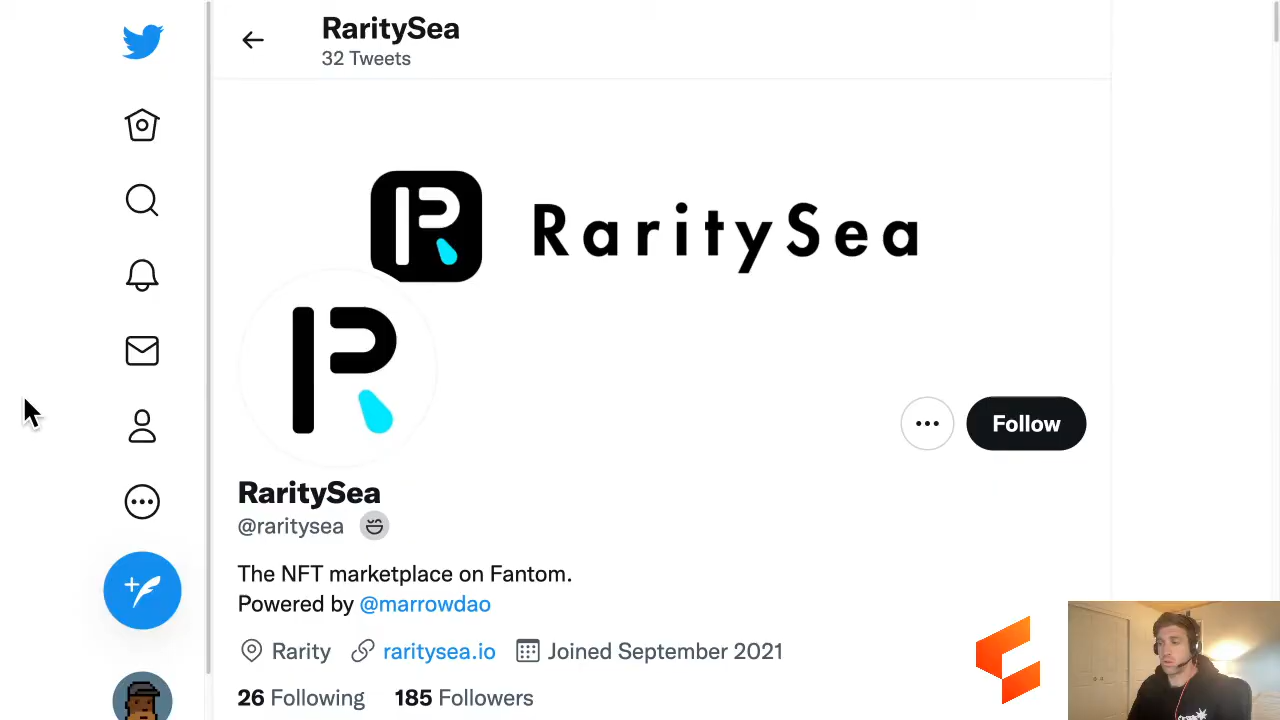 RaritySea
32 Tweets
RaritySea
RaritySea
@raritysea
The NFT marketplace on Fantom.
Powered by @marrowdao
Rarity raritysea.io Joined September 2021
26 Following 185 Followers
Follow